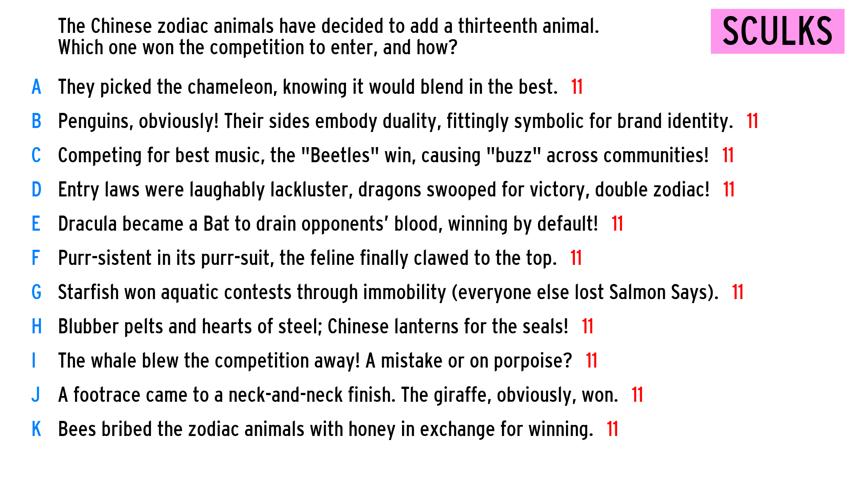 The Chinese zodiac animals have decided to add a thirteenth animal.
Which one won the competition to enter, and how?
SCULKS
A They picked the chameleon, knowing it would blend in the best. 11
B Penguins, obviously! Their sides embody duality, fittingly symbolic for brand identity. 11
C Competing for best music, the "Beetles" win, causing "buzz" across communities! 11
D Entry laws were laughably lackluster, dragons swooped for victory, double zodiac! 11
E Dracula became a Bat to drain opponents’ blood, winning by default! 11
F Purr-sistent in its purr-suit, the feline finally clawed to the top. 11
G Starfish won aquatic contests through immobility (everyone else lost Salmon Says). 11
H Blubber pelts and hearts of steel; Chinese lanterns for the seals! 11
I The whale blew the competition away! A mistake or on porpoise? 11
J A footrace came to a neck-and-neck finish. The giraffe, obviously, won. 11
K Bees bribed the zodiac animals with honey in exchange for winning. 11